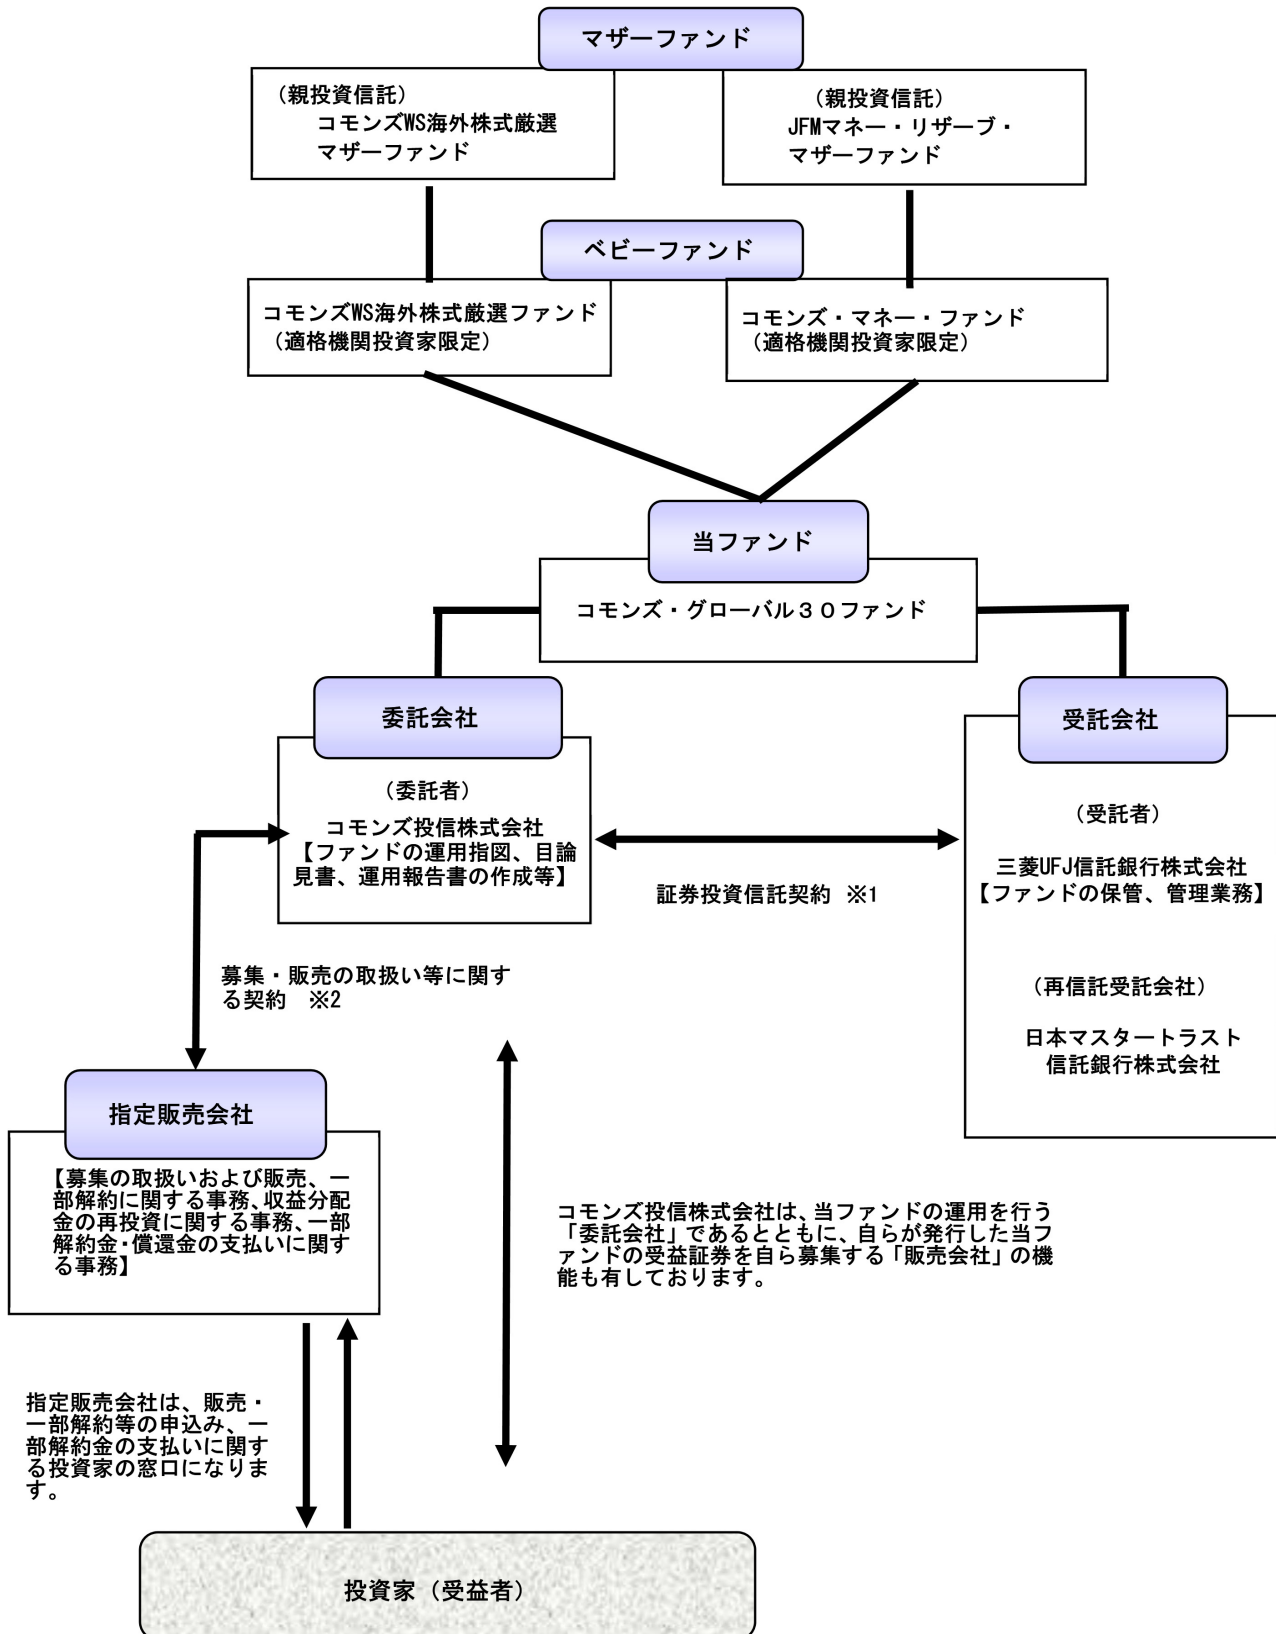 マザーファンド
（親投資信託）
コモンズWS海外株式厳選
マザーファンド
（親投資信託）
JFMマネー・リザーブ・
マザーファンド
ベビーファンド
コモンズWS海外株式厳選ファンド
（適格機関投資家限定）
コモンズ・マネー・ファンド
（適格機関投資家限定）
当ファンド
コモンズ・グローバル３０ファンド
委託会社
（委託者）
コモンズ投信株式会社
【ファンドの運用指図、目論
見書、運用報告書の作成等】
証券投資信託契約 ※1
受託会社
（受託者）
三菱UFJ信託銀行株式会社
【ファンドの保管、管理業務】
（再信託受託会社）
日本マスタートラスト
信託銀行株式会社
募集・販売の取扱い等に関す
る契約 ※2
指定販売会社
【募集の取扱いおよび販売、一
部解約に関する事務、収益分配
金の再投資に関する事務、一部
解約金・償還金の支払いに関す
る事務】
コモンズ投信株式会社は、当ファンドの運用を行う
「委託会社」であるとともに、自らが発行した当フ
ァンドの受益証券を自ら募集する「販売会社」の機
能も有しております。
指定販売会社は、販売・
一部解約等の申込み、一
部解約金の支払いに関す
る投資家の窓口になりま
す。
投資家（受益者）